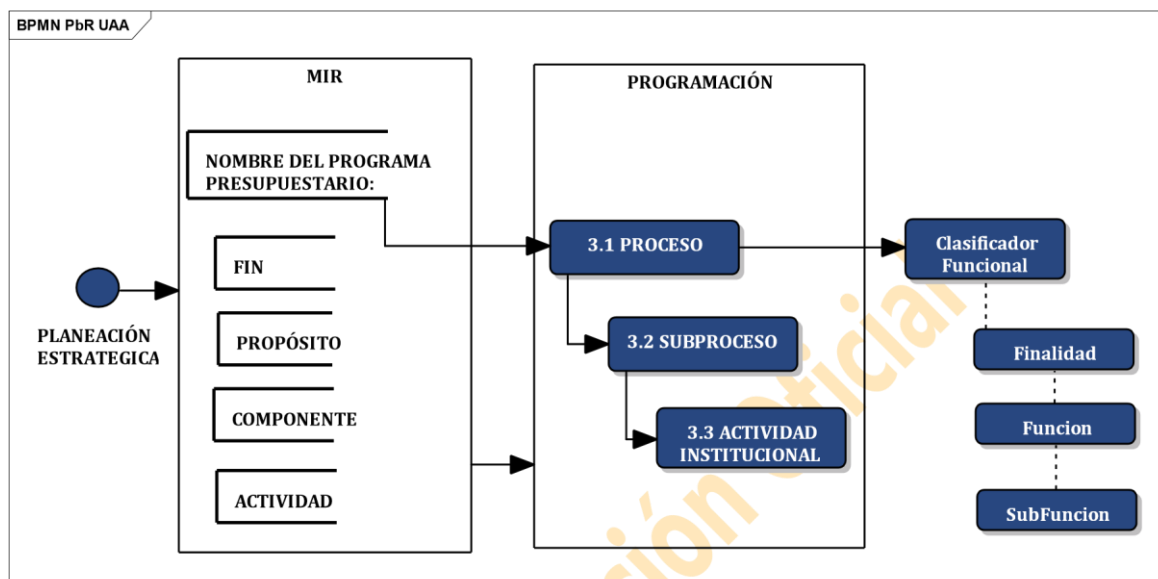 BPMN PbR UAA
MIR
NOMBRE DEL PROGRAMA
PRESUPUESTARIO:
FIN
PROPÓSITO
COMPONENTE
ACTIVIDAD
PLANEACIÓN
ESTRATEGICA
PROGRAMACIÓN
3.1 PROCESO
3.2 SUBPROCESO
3.3 ACTIVIDAD
INSTITUCIONAL
Clasificador
Funcional
Finalidad
Funcion
SubFuncion
Oficial